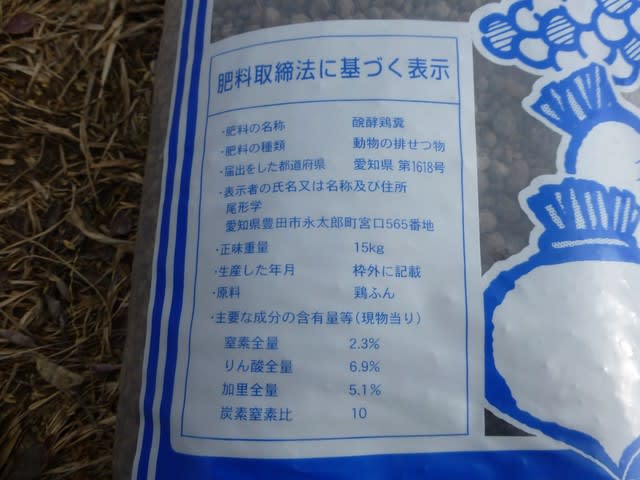 肥料取締法に基づく表示
・肥料の名称 醗酵鶏糞
・肥料の種類 動物の排せつ物
・届出をした都道府県 愛知県 第1618号
・表示者の氏名又は名称及び住所
尾形学
愛知県豊田市永太郎町宮口565番地
・正味重量 15kg
・生産した年月 枠外に記載
・原料 鶏ふん
・主要な成分の含有量等(現物当り)
窒素全量 2.3%
りん酸全量 6.9%
加里全量 5.1%
炭素窒素比 10